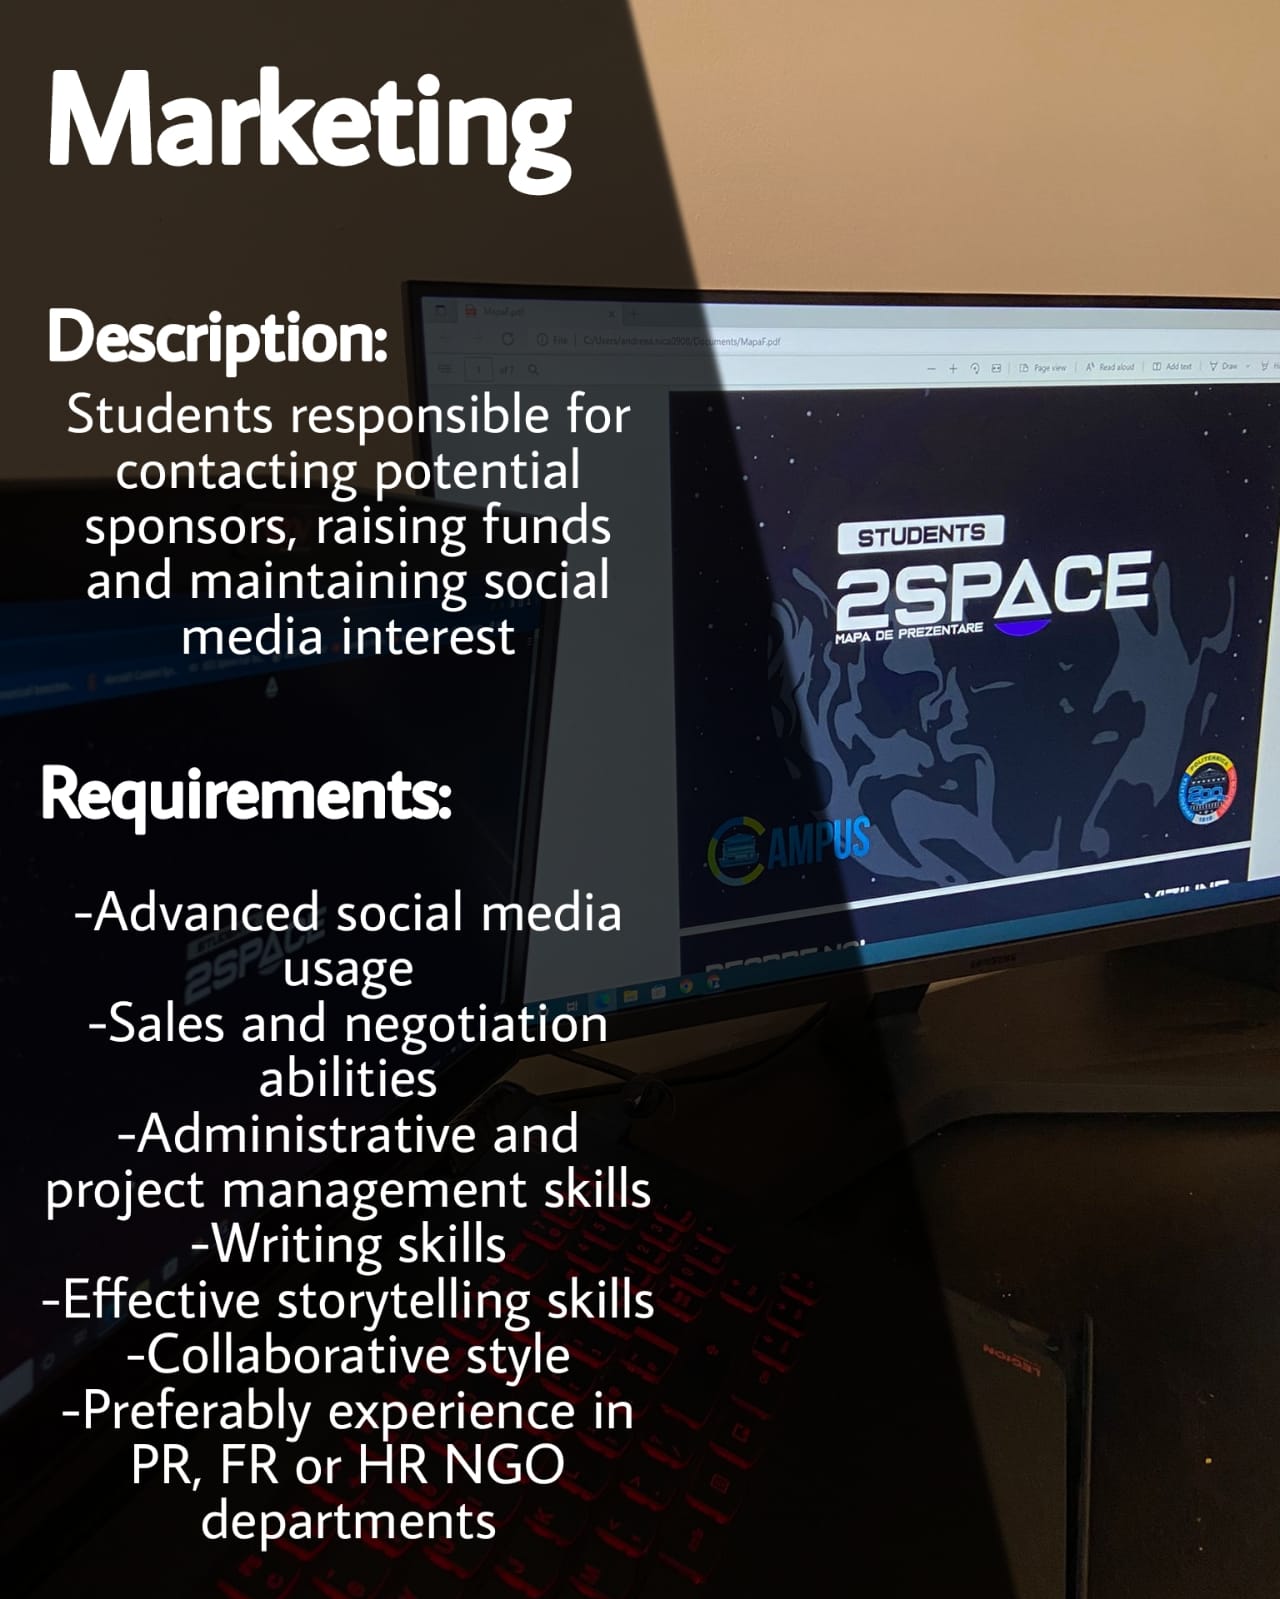 Marketing
Description:
Students responsible for
contacting potential
sponsors, raising funds
and maintaining social
media interest
Requirements:
-Advanced social media
usage
-Sales and negotiation
abilities
-Administrative and
project management skills
-Writing skills
-Effective storytelling skills
-Collaborative style
-Preferably experience in
PR, FR or HR NGO
departments
MapaF.pdf
File | C:/Users/andreea.nica0908/Documents/MapaF.pdf
1 of 7
Page view
Read aloud
Add text
Draw
STUDENTS
2SPACE
MAPA DE PREZENTARE
POLITEHNICA
200
1818
CAMPUS
SAMSUNG
2SPACE
LEGION